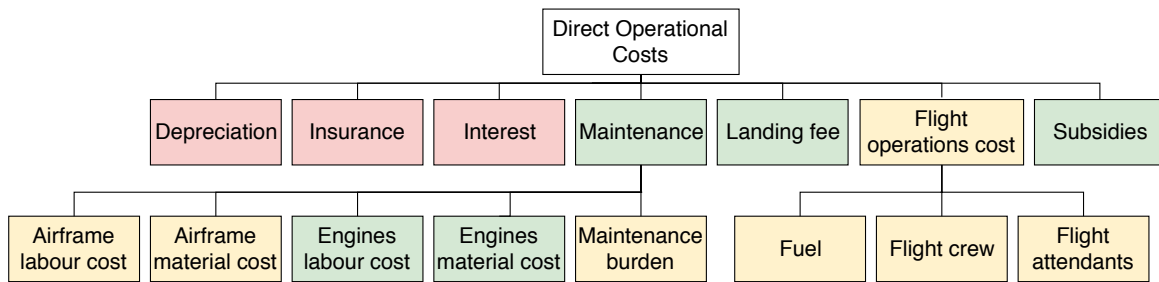 Direct Operational
Costs
Depreciation
Insurance
Interest
Maintenance
Landing fee
Flight
operations cost
Subsidies
Airframe
labour cost
Airframe
material cost
Engines
labour cost
Engines
material cost
Maintenance
burden
Fuel
Flight crew
Flight
attendants